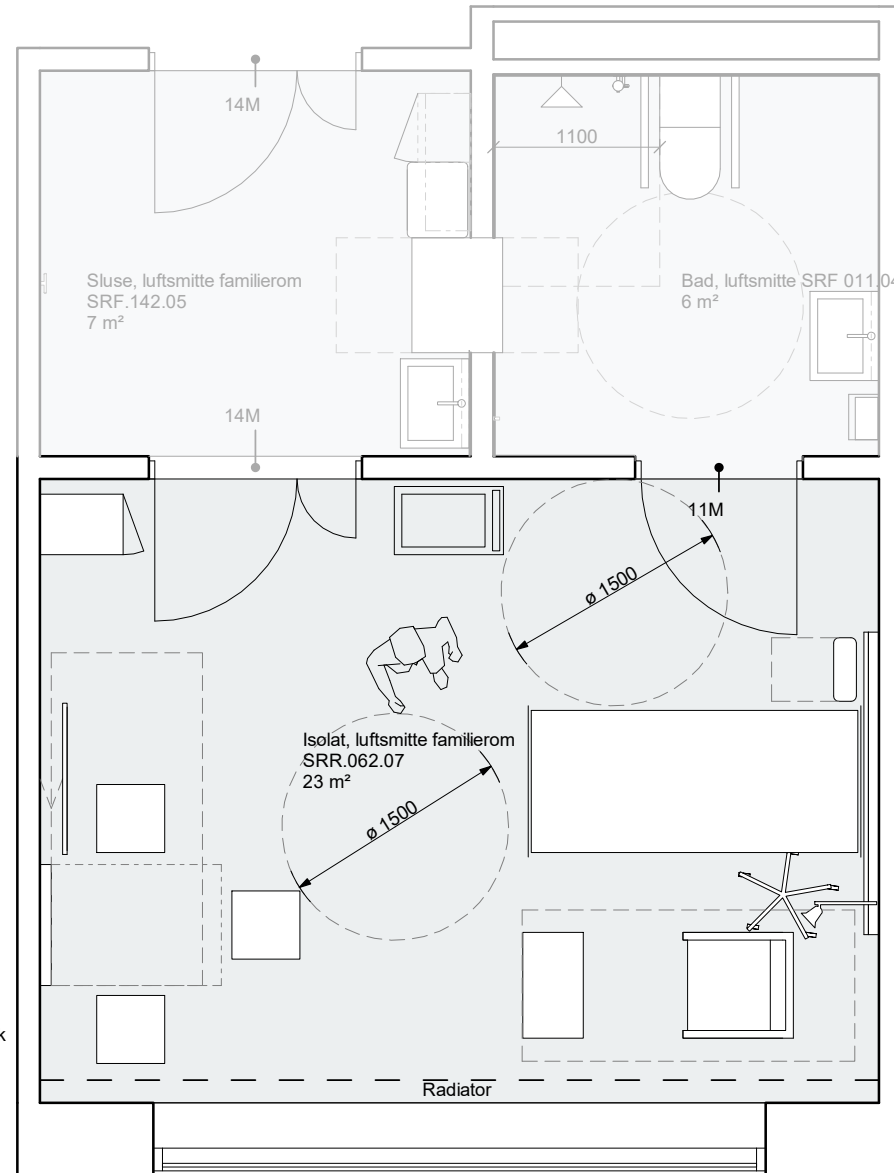 14M
1100
Sluse, luftsmitte familierom
SRF.142.05
7 m²
Bad, luftsmitte SRF 011.04
6 m²
14M
11M
ø 1500
Isølat, luftsmitte familierom
SRR.062.07
23 m²
ø 1500
k
Radiator